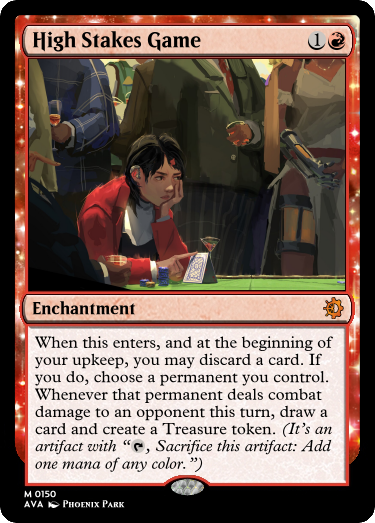 High Stakes Game 1
Enchantment
When this enters, and at the beginning of
your upkeep, you may discard a card. If
you do, choose a permanent you control.
Whenever that permanent deals combat
damage to an opponent this turn, draw a
card and create a Treasure token. (It's an
artifact with “, Sacrifice this artifact: Add
one mana of any color.”)
M 0150
AVA Phoenix Park